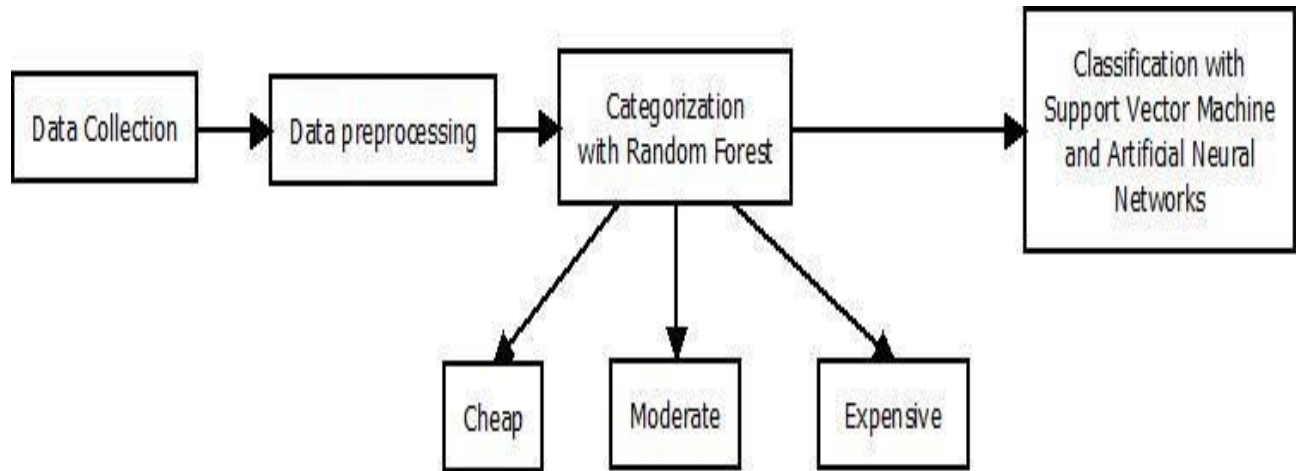 Data Collection
Data preprocessing
Categorization
with Random Forest
Classification with
Support Vector Machine
and Artificial Neural
Networks
Cheap
Moderate
Expensive